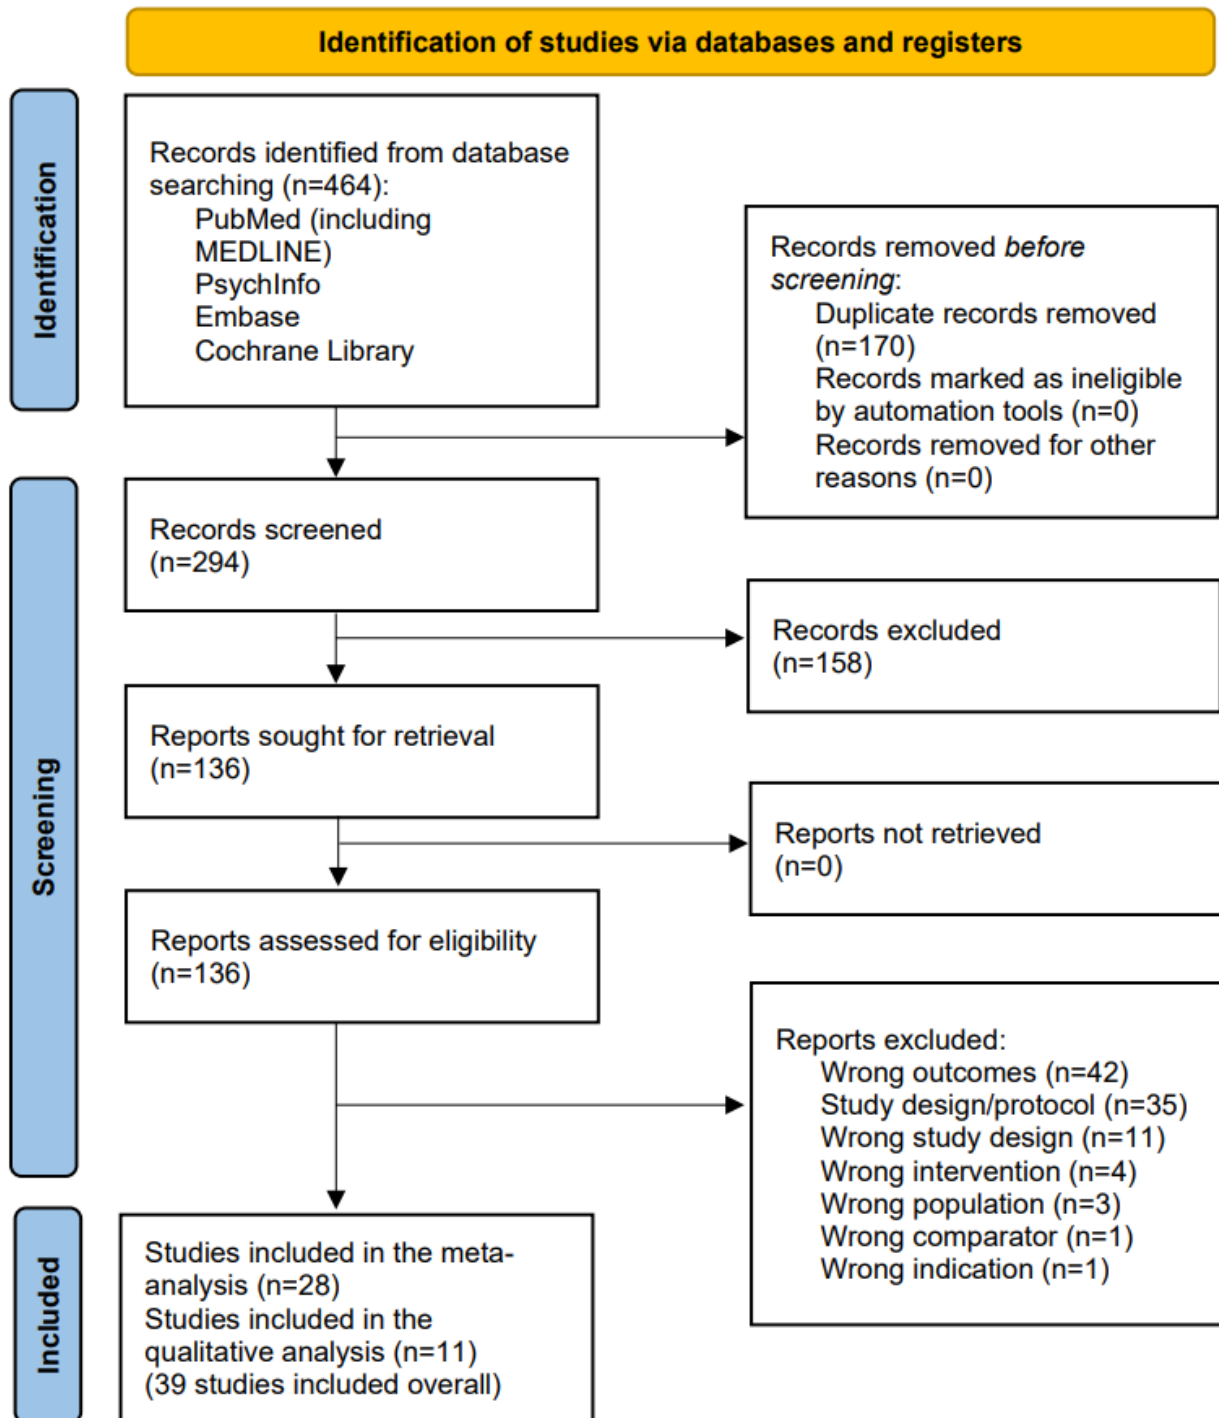 Identification of studies via databases and registers
Identification
Records identified from database
searching (n=464):
PubMed (including
MEDLINE)
PsychInfo
Embase
Cochrane Library
Records removed before
screening:
Duplicate records removed
(n=170)
Records marked as ineligible
by automation tools (n=0)
Records removed for other
reasons (n=0)
Screening
Records screened
(n=294)
Records excluded
(n=158)
Reports sought for retrieval
(n=136)
Reports not retrieved
(n=0)
Reports assessed for eligibility
(n=136)
Reports excluded:
Wrong outcomes (n=42)
Study design/protocol (n=35)
Wrong study design (n=11)
Wrong intervention (n=4)
Wrong population (n=3)
Wrong comparator (n=1)
Wrong indication (n=1)
Included
Studies included in the meta-
analysis (n=28)
Studies included in the
qualitative analysis (n=11)
(39 studies included overall)